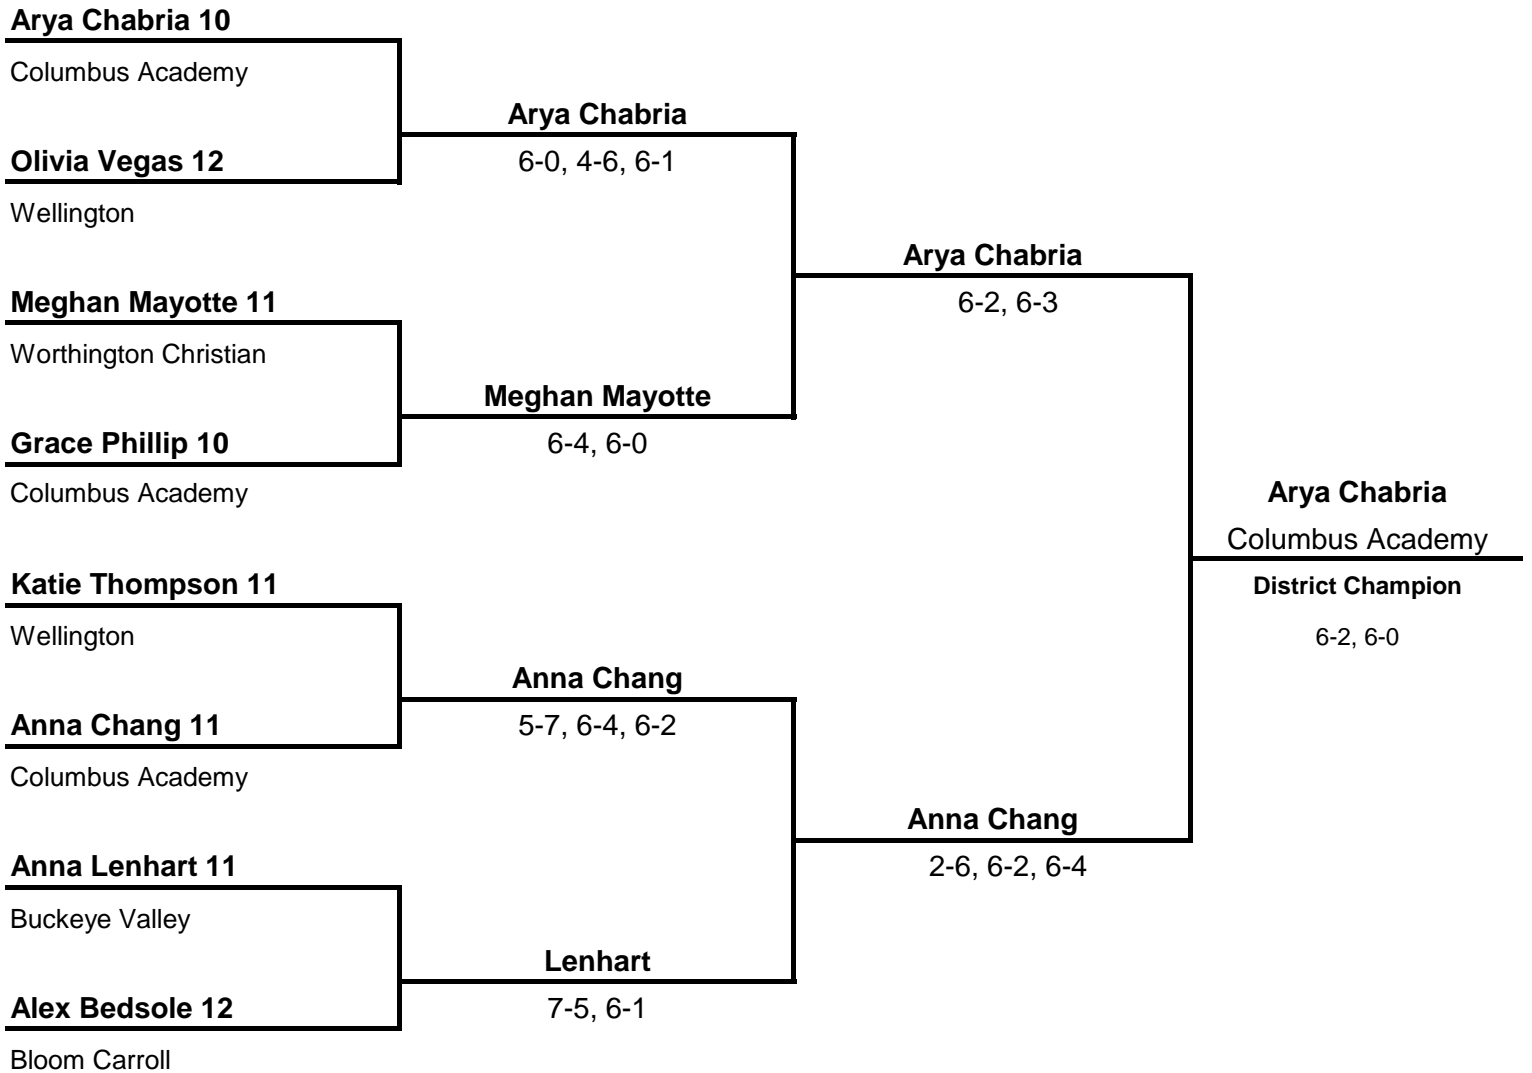 Arya Chabria 10
Columbus Academy
Arya Chabria
Olivia Vegas 12
6-0, 4-6, 6-1
Wellington
Arya Chabria
Meghan Mayotte 11
6-2, 6-3
Worthington Christian
Meghan Mayotte
Grace Phillip 10
6-4, 6-0
Columbus Academy
Arya Chabria
Columbus Academy
Katie Thompson 11
District Champion
Wellington
6-2, 6-0
Anna Chang
Anna Chang 11
5-7, 6-4, 6-2
Columbus Academy
Anna Chang
Anna Lenhart 11
2-6, 6-2, 6-4
Buckeye Valley
Lenhart
Alex Bedsole 12
7-5, 6-1
Bloom Carroll